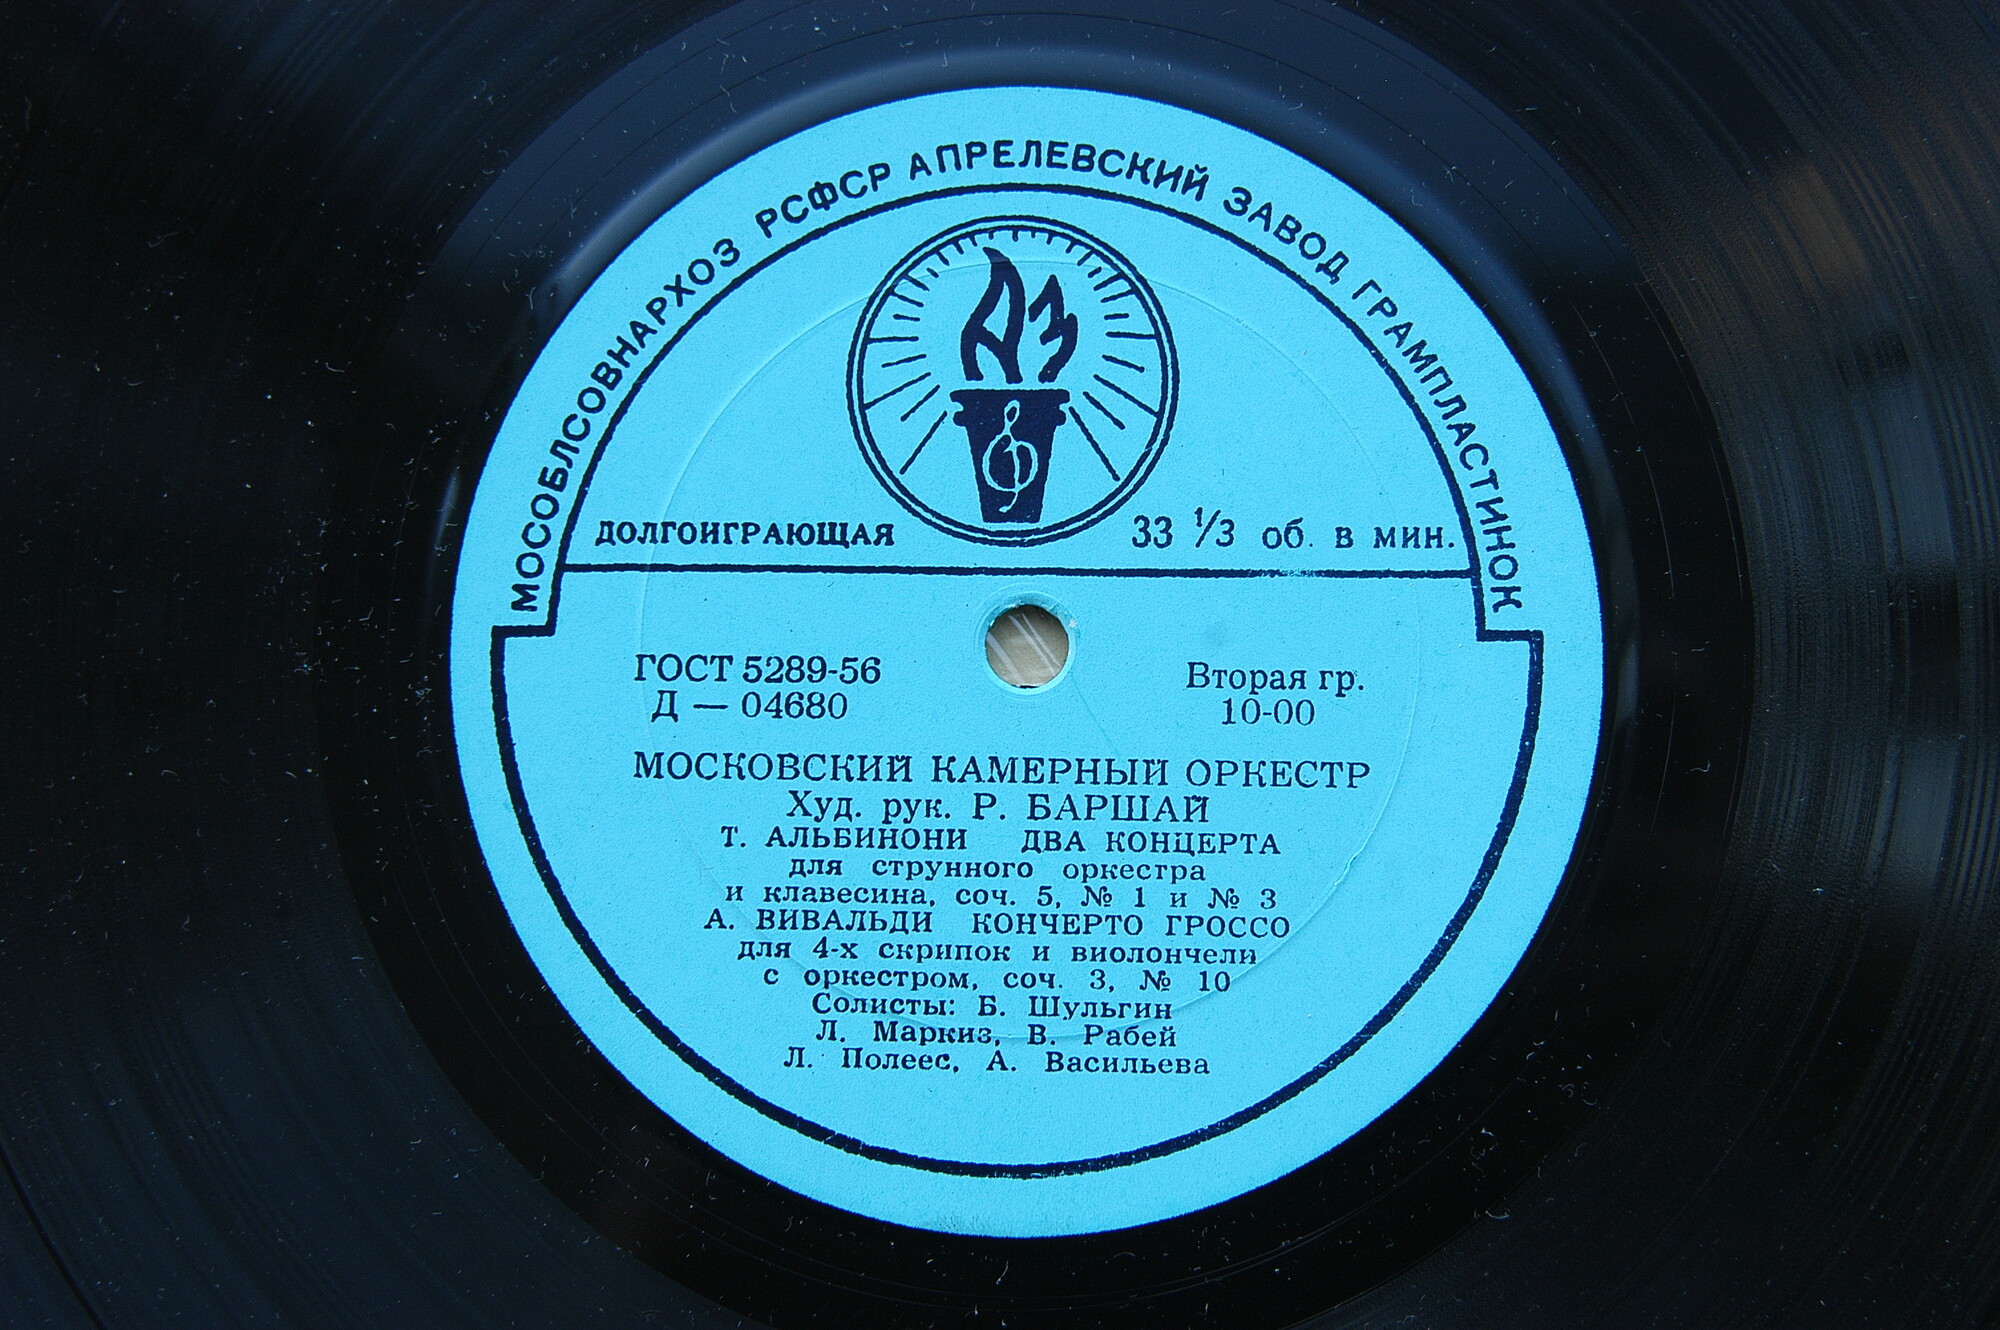 МОСОБЛСОВНАРХОЗ РСФСР АПРЕЛЕВСКИЙ ЗАВОД ГРАМПЛАСТИНОК
АЗ
ДОЛГОИГРАЮЩАЯ 33 1/3 об. в мин.
ГОСТ 5289-56 Вторая гр.
Д — 04680 10-00
МОСКОВСКИЙ КАМЕРНЫЙ ОРКЕСТР
Худ. рук. Р. БАРШАЙ
Т. АЛЬБИНОНИ ДВА КОНЦЕРТА
для струнного оркестра
и клавесина, соч. 5, № 1 и № 3
А. ВИВАЛЬДИ КОНЧЕРТО ГРОССО
для 4-х скрипок и виолончели
с оркестром, соч. 3, № 10
Солисты: Б. Шульгин
Л. Маркиз, В. Рабей
Л. Полеес, А. Васильева